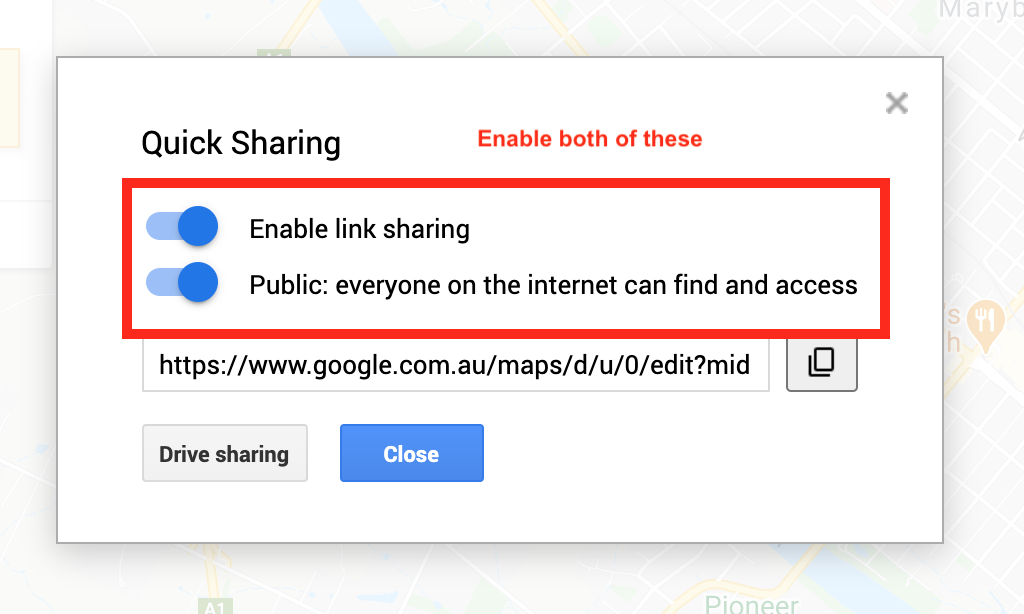 Maryb
Quick Sharing
Enable both of these
Enable link sharing
Public: everyone on the internet can find and access
's
h
https://www.google.com.au/maps/d/u/0/edit?mid
Drive sharing
Close
A1
Pioneer